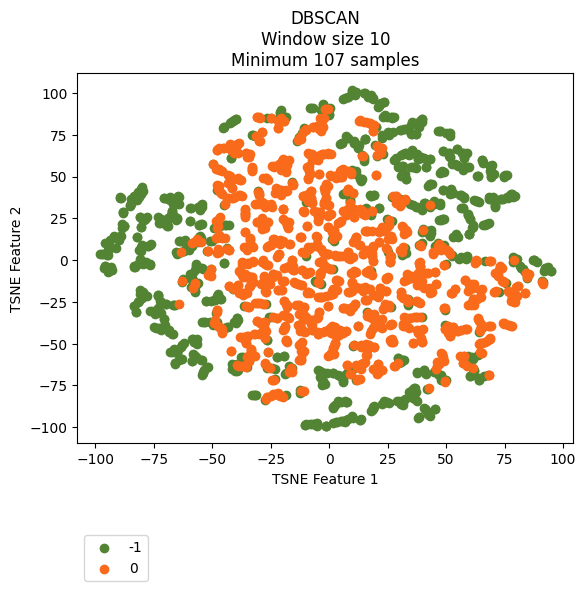 DBSCAN
Window size 10
Minimum 107 samples
100
75
50
25
0
−25
−50
−75
−100
TSNE Feature 2
−100 −75 −50 −25 0 25 50 75 100
TSNE Feature 1
-1
0